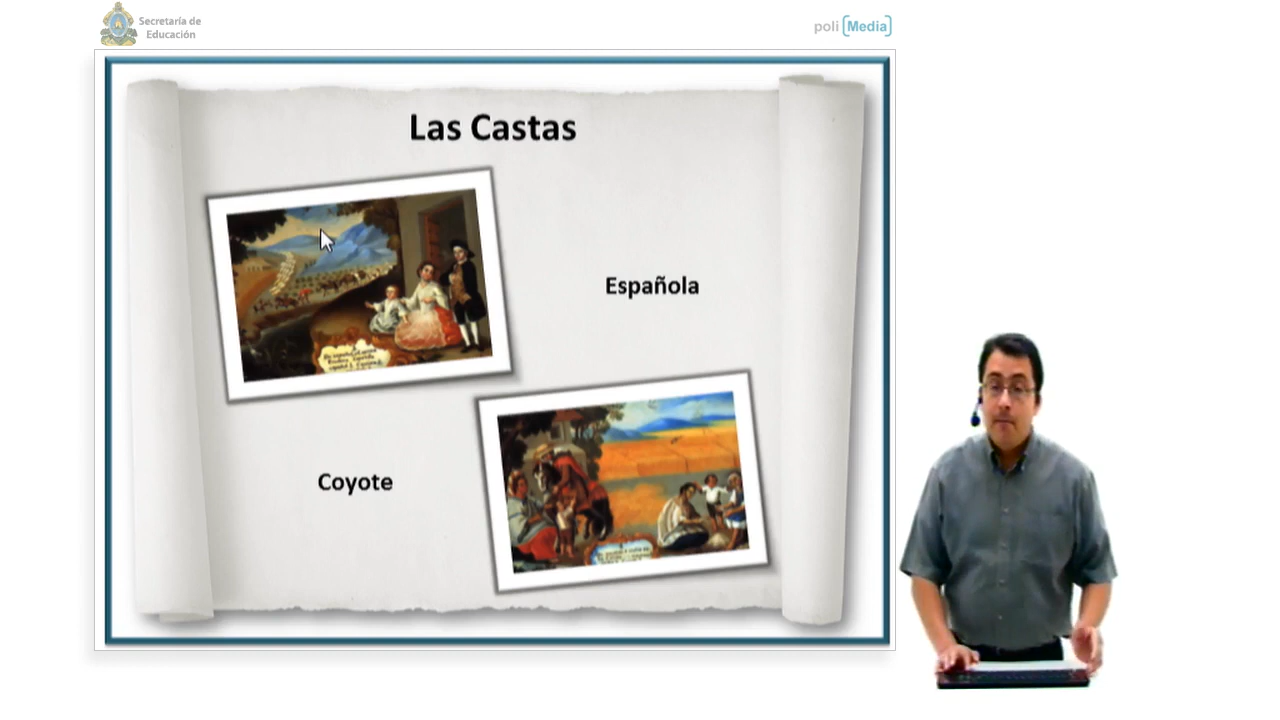 Secretaría de
Educación
poli [Media]
Las Castas
Española
Coyote